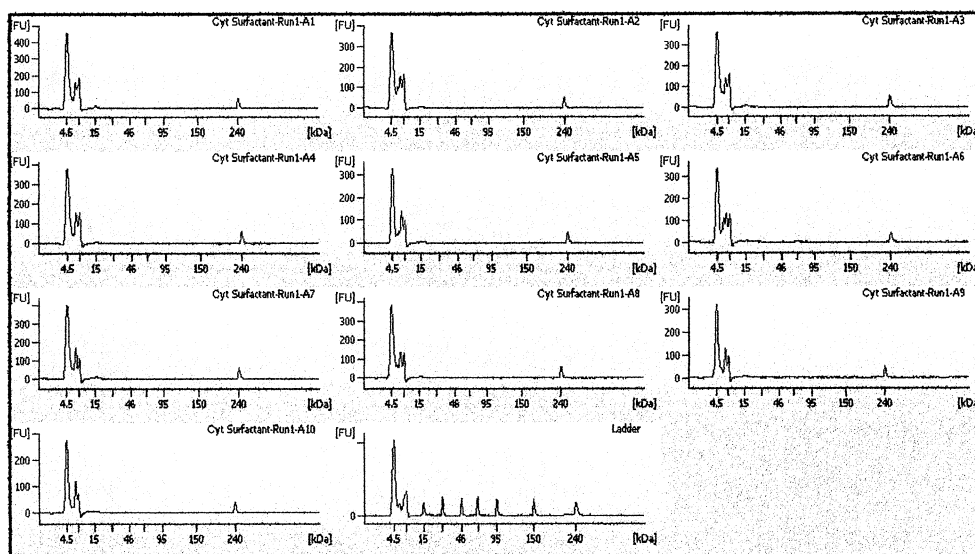 [FU] Cyt Surfactant-Run1-A1
400
300
200
100
0
4.5 15 46 95 150 240 [kDa]
[FU] Cyt Surfactant-Run1-A2
300
200
100
0
4.5 15 46 95 150 240 [kDa]
[FU] Cyt Surfactant-Run1-A3
300
200
100
0
4.5 15 46 95 150 240 [kDa]
[FU] Cyt Surfactant-Run1-A4
300
200
100
0
4.5 15 46 95 150 240 [kDa]
[FU] Cyt Surfactant-Run1-A5
300
200
100
0
4.5 15 46 95 150 240 [kDa]
[FU] Cyt Surfactant-Run1-A6
300
200
100
0
4.5 15 46 95 150 240 [kDa]
[FU] Cyt Surfactant-Run1-A7
300
200
100
0
4.5 15 46 95 150 240 [kDa]
[FU] Cyt Surfactant-Run1-A8
300
200
100
0
4.5 15 46 95 150 240 [kDa]
[FU] Cyt Surfactant-Run1-A9
300
200
100
0
4.5 15 46 95 150 240 [kDa]
[FU] Cyt Surfactant-Run1-A10
200
100
0
4.5 15 46 95 150 240 [kDa]
[FU] Ladder
0
4.5 15 46 95 150 240 [kDa]